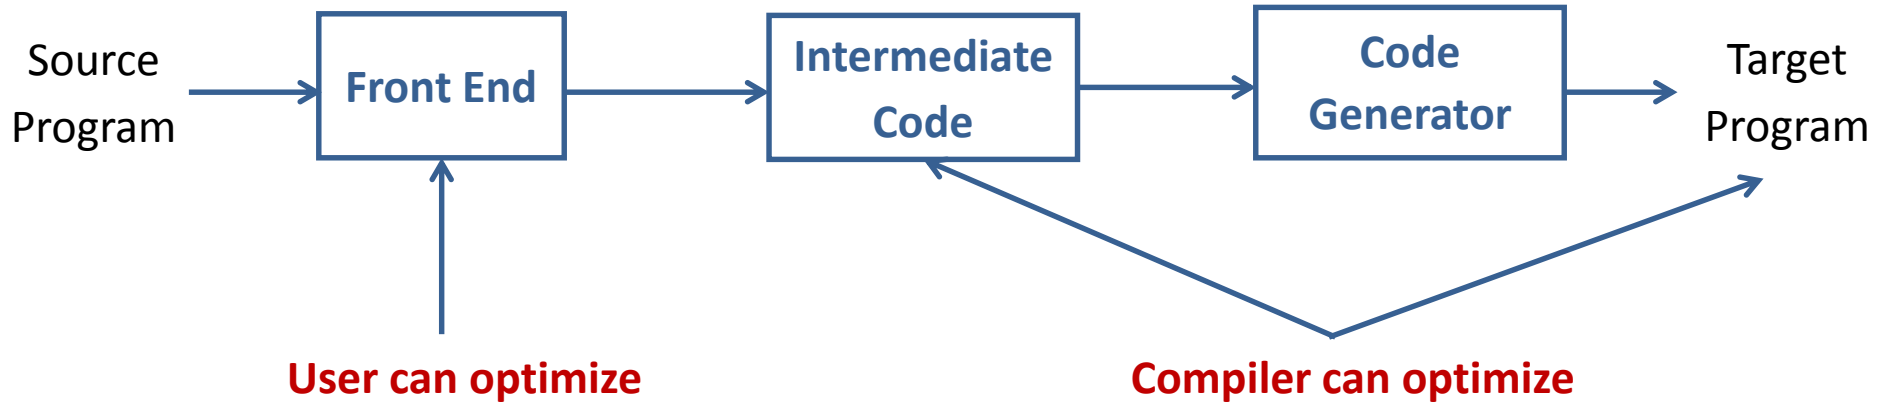 Source
Program
Front End
Intermediate
Code
Code
Generator
Target
Program
User can optimize
Compiler can optimize